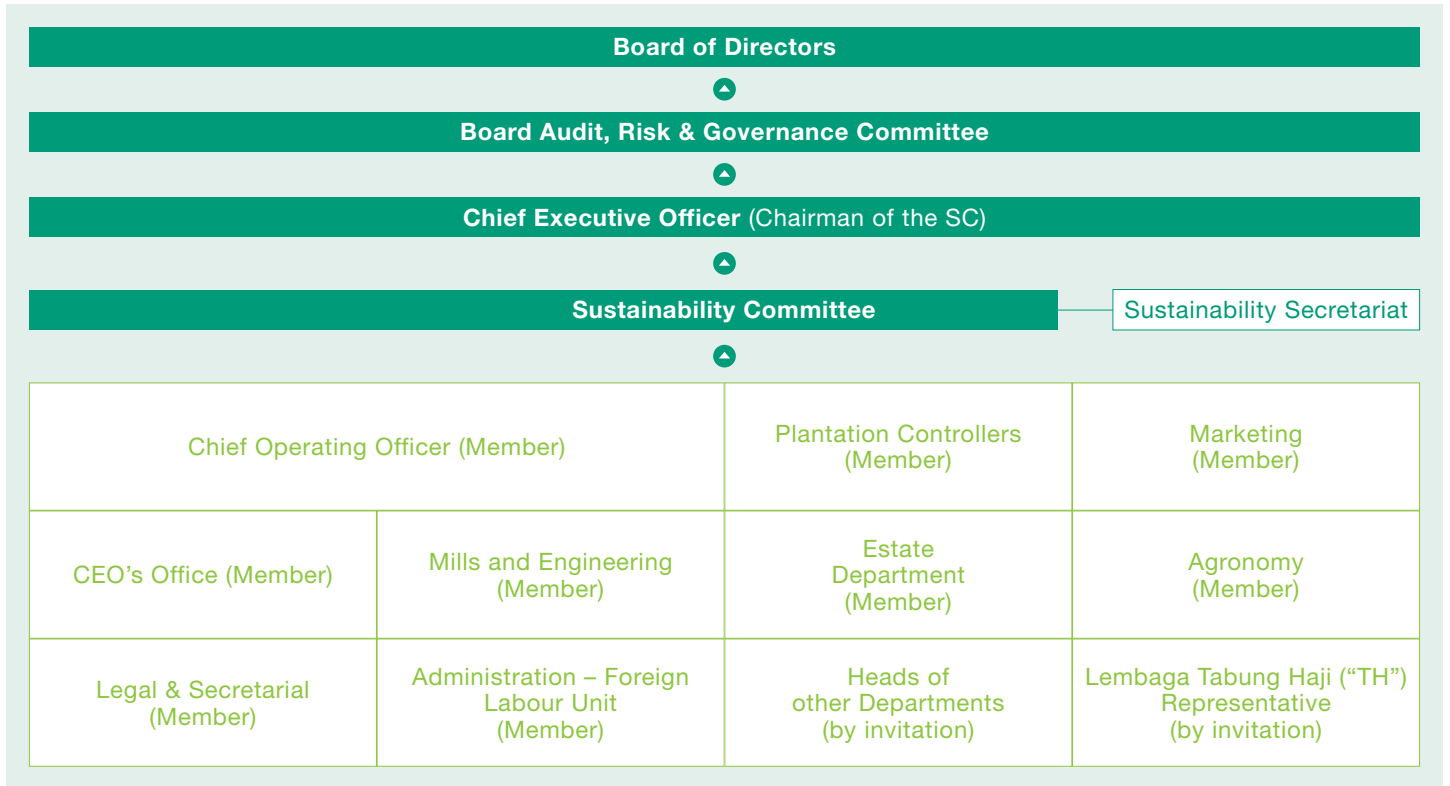 Board of Directors
Board Audit, Risk & Governance Committee
Chief Executive Officer (Chairman of the SC)
Sustainability Committee
Sustainability Secretariat
Chief Operating Officer (Member)
Plantation Controllers
(Member)
Marketing
(Member)
CEO's Office (Member)
Mills and Engineering
(Member)
Estate
Department
(Member)
Agronomy
(Member)
Legal & Secretarial
(Member)
Administration – Foreign
Labour Unit
(Member)
Heads of
other Departments
(by invitation)
Lembaga Tabung Haji (“TH”)
Representative
(by invitation)